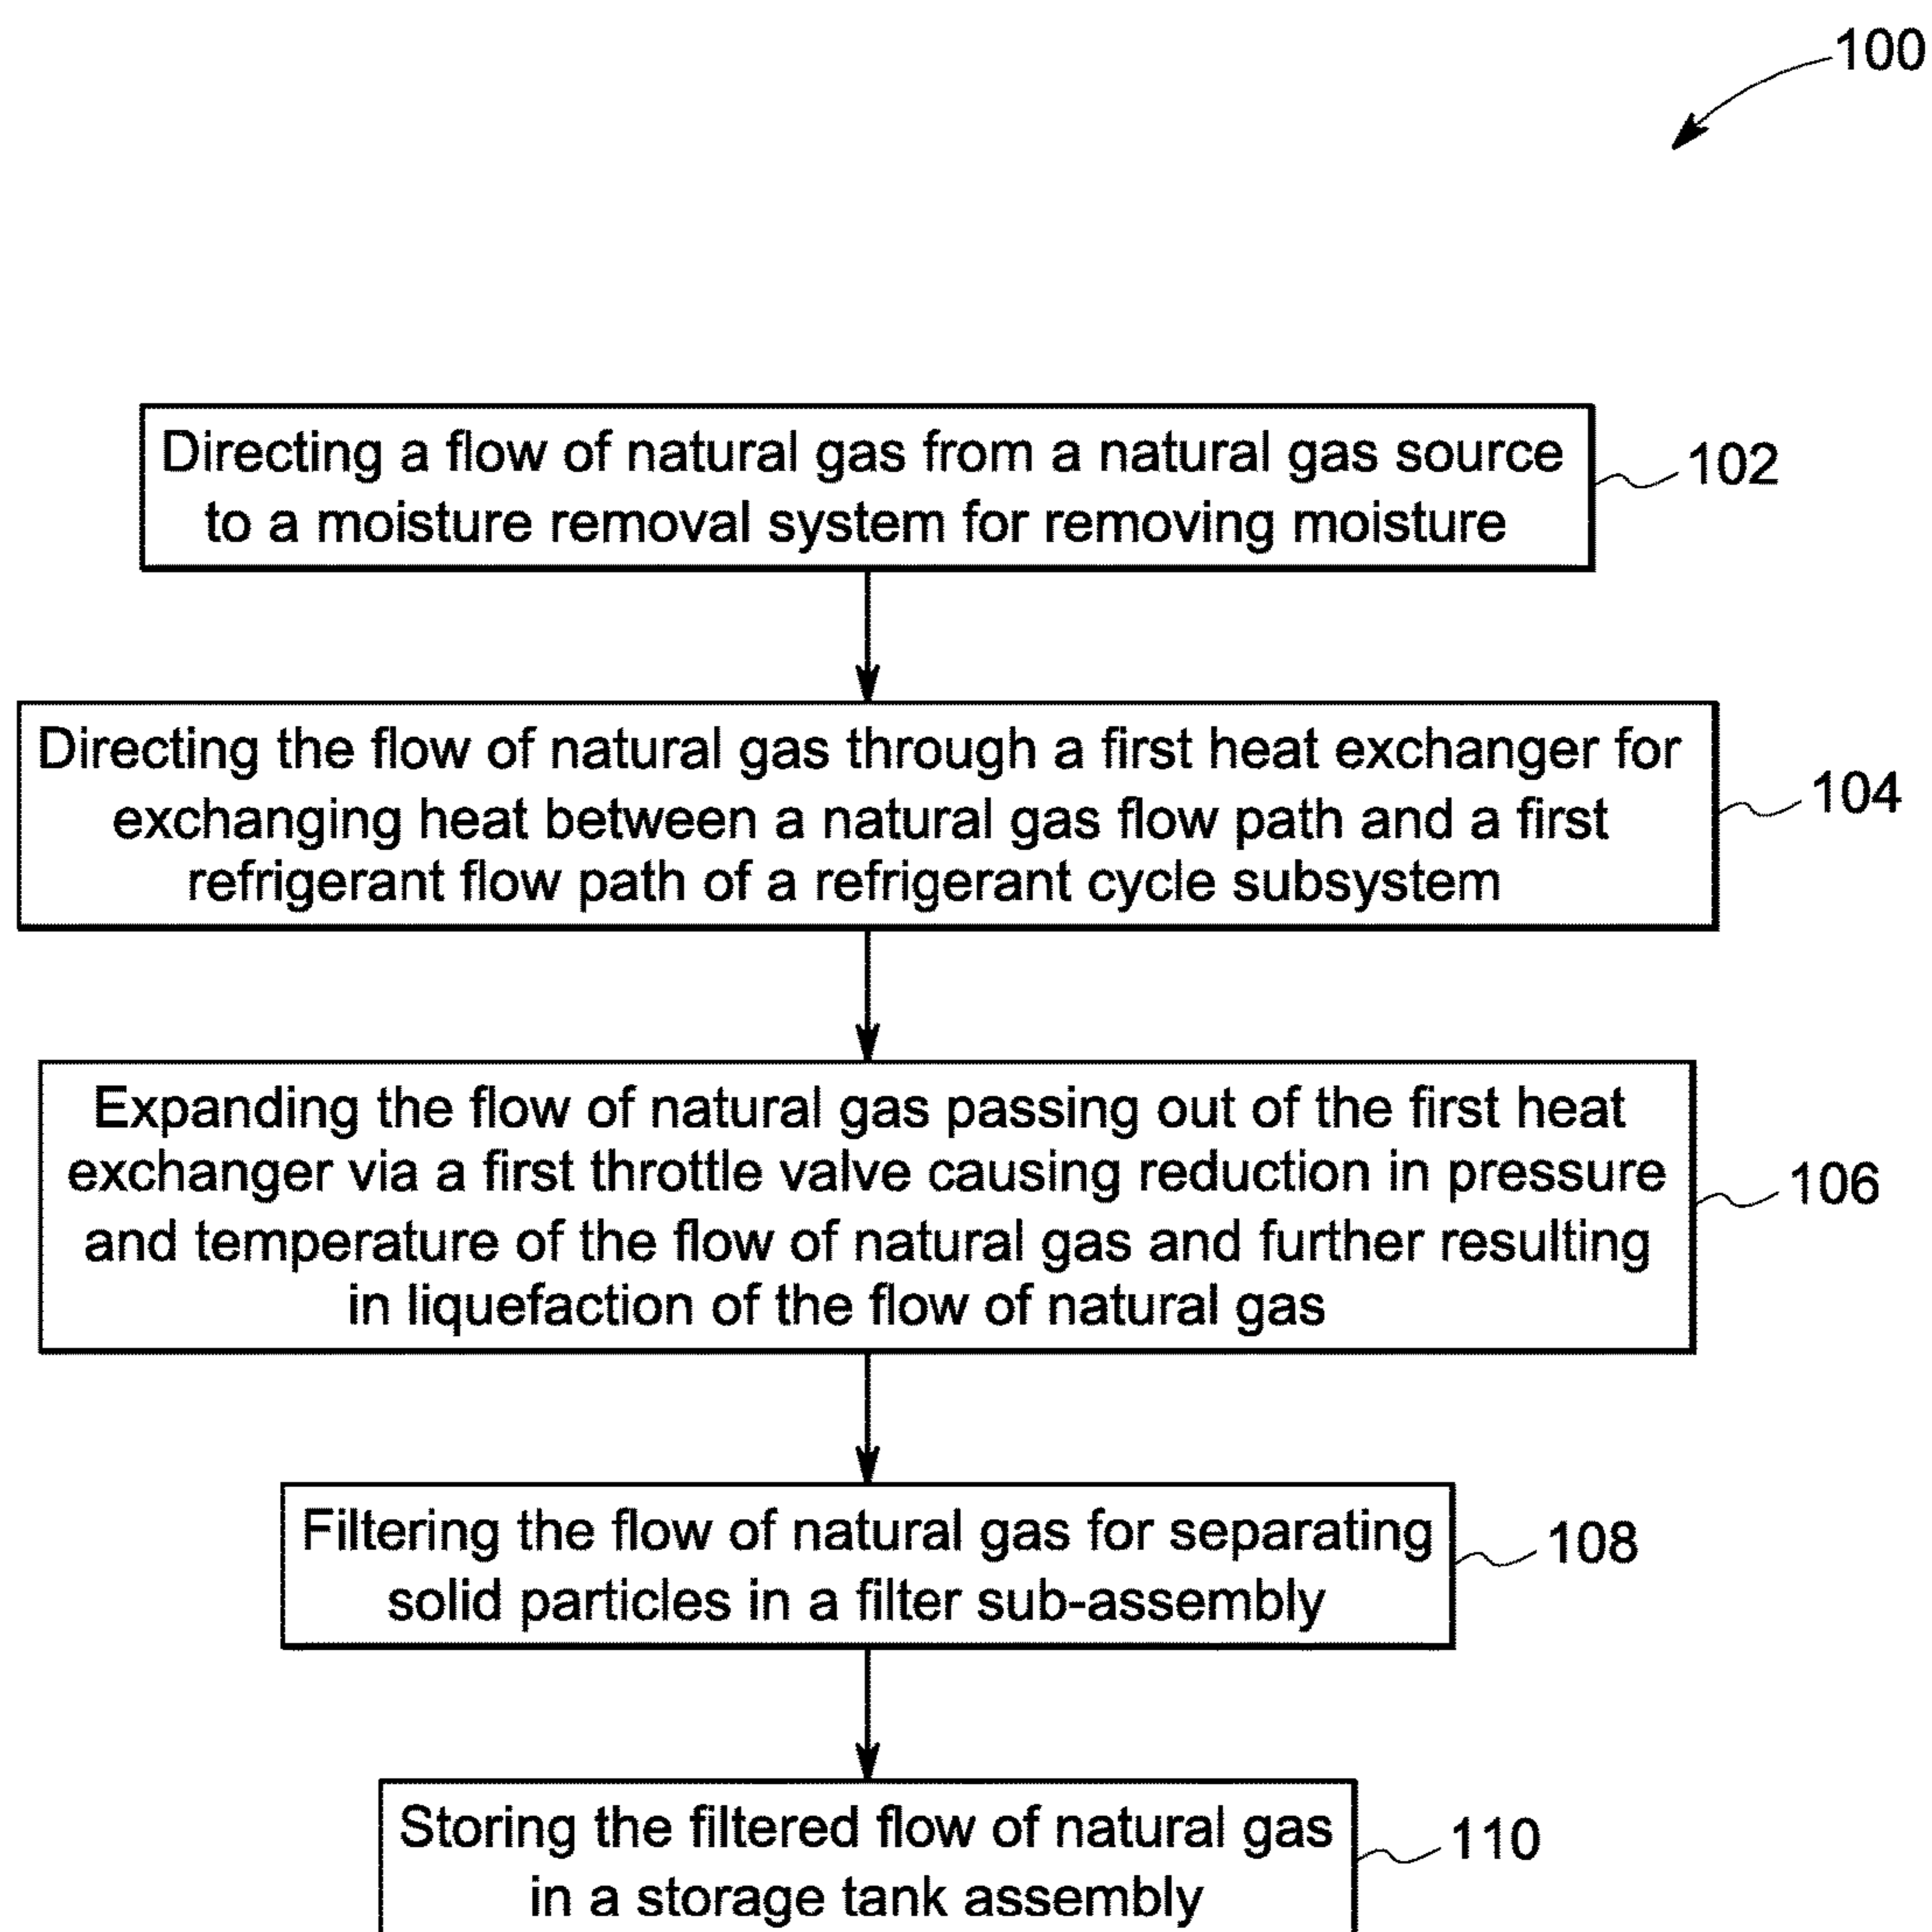 100
Directing a flow of natural gas from a natural gas source
to a moisture removal system for removing moisture
102
Directing the flow of natural gas through a first heat exchanger for
exchanging heat between a natural gas flow path and a first
refrigerant flow path of a refrigerant cycle subsystem
104
Expanding the flow of natural gas passing out of the first heat
exchanger via a first throttle valve causing reduction in pressure
and temperature of the flow of natural gas and further resulting
in liquefaction of the flow of natural gas
106
Filtering the flow of natural gas for separating
solid particles in a filter sub-assembly
108
Storing the filtered flow of natural gas
in a storage tank assembly
110